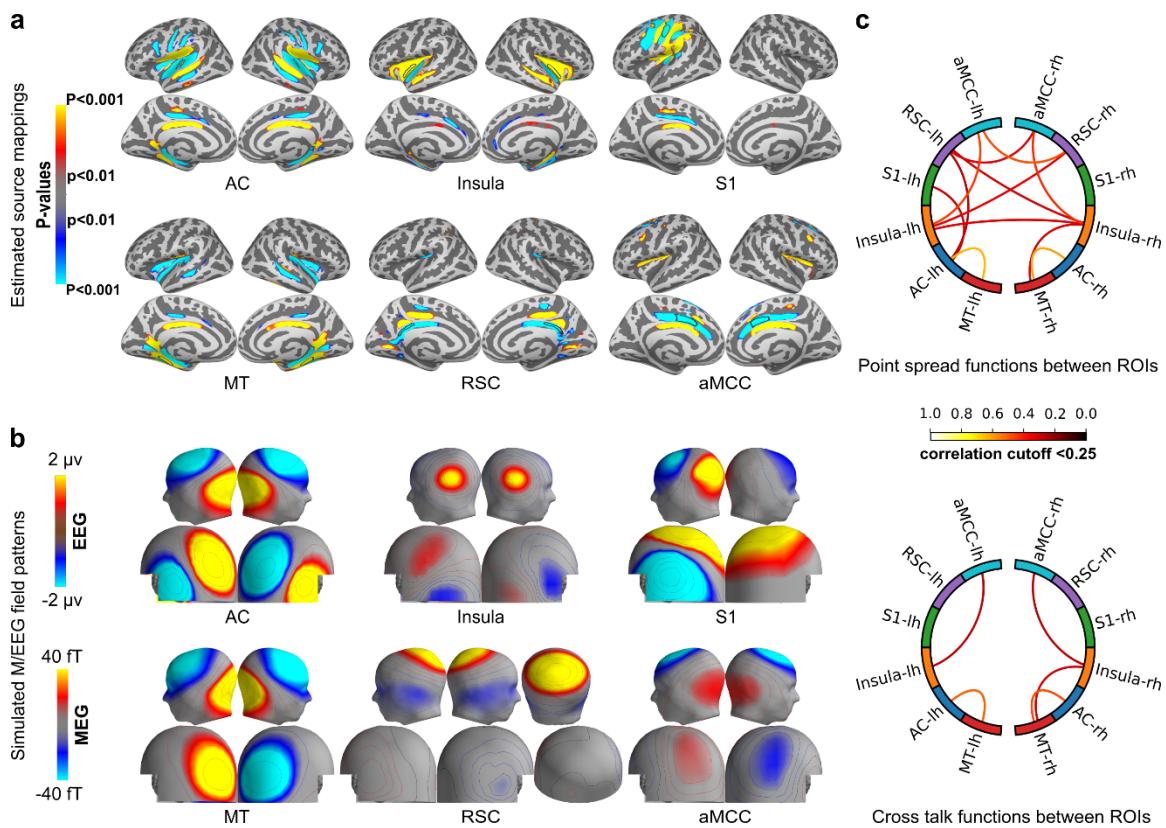 a
Estimated source mappings
P-values
P<0.001
p<0.01
p<0.01
P<0.001
AC
Insula
S1
MT
RSC
aMCC
b
Simulated M/EEG field patterns
2 μv
EEG
-2 μv
40 fT
MEG
-40 fT
AC
Insula
S1
MT
RSC
aMCC
c
aMCC-lh
aMCC-rh
RSC-lh
RSC-rh
S1-lh
S1-rh
Insula-lh
Insula-rh
AC-lh
AC-rh
MT-lh
MT-rh
Point spread functions between ROIs
1.0 0.8 0.6 0.4 0.2 0.0
correlation cutoff <0.25
aMCC-lh
aMCC-rh
RSC-lh
RSC-rh
S1-lh
S1-rh
Insula-lh
Insula-rh
AC-lh
AC-rh
MT-lh
MT-rh
Cross talk functions between ROIs